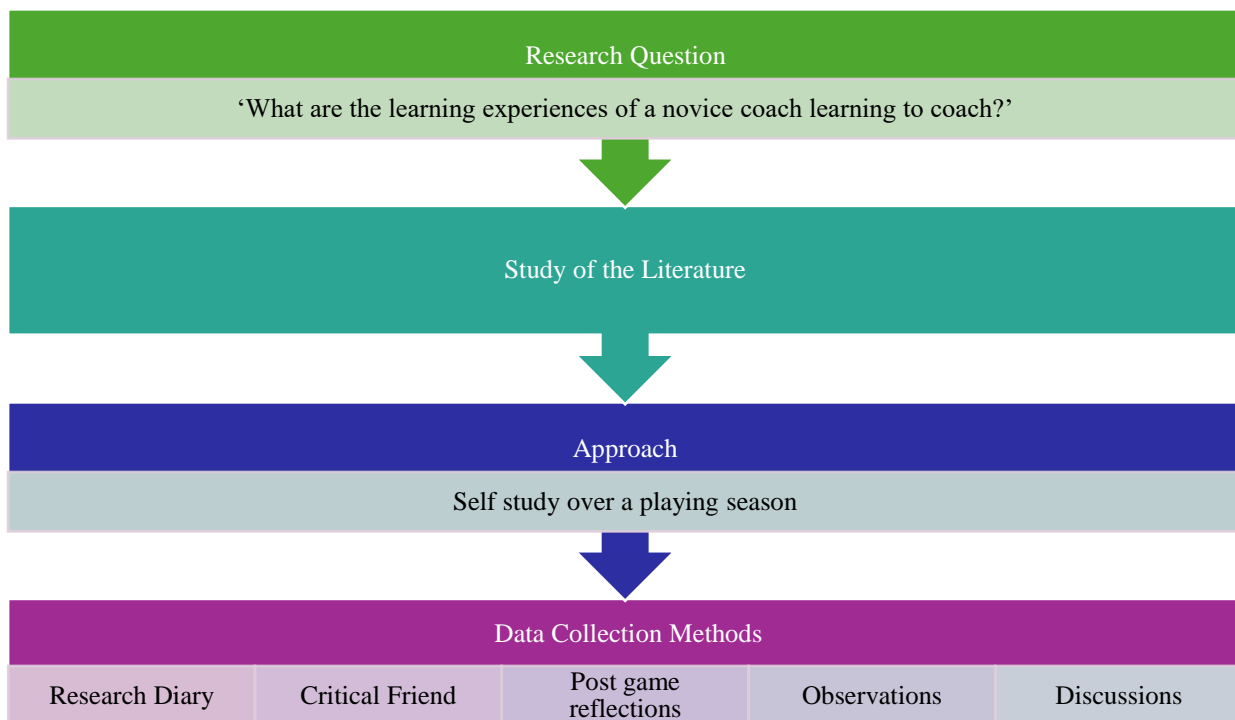 Research Question
‘What are the learning experiences of a novice coach learning to coach?’
Study of the Literature
Approach
Self study over a playing season
Data Collection Methods
Research Diary
Critical Friend
Post game
reflections
Observations
Discussions